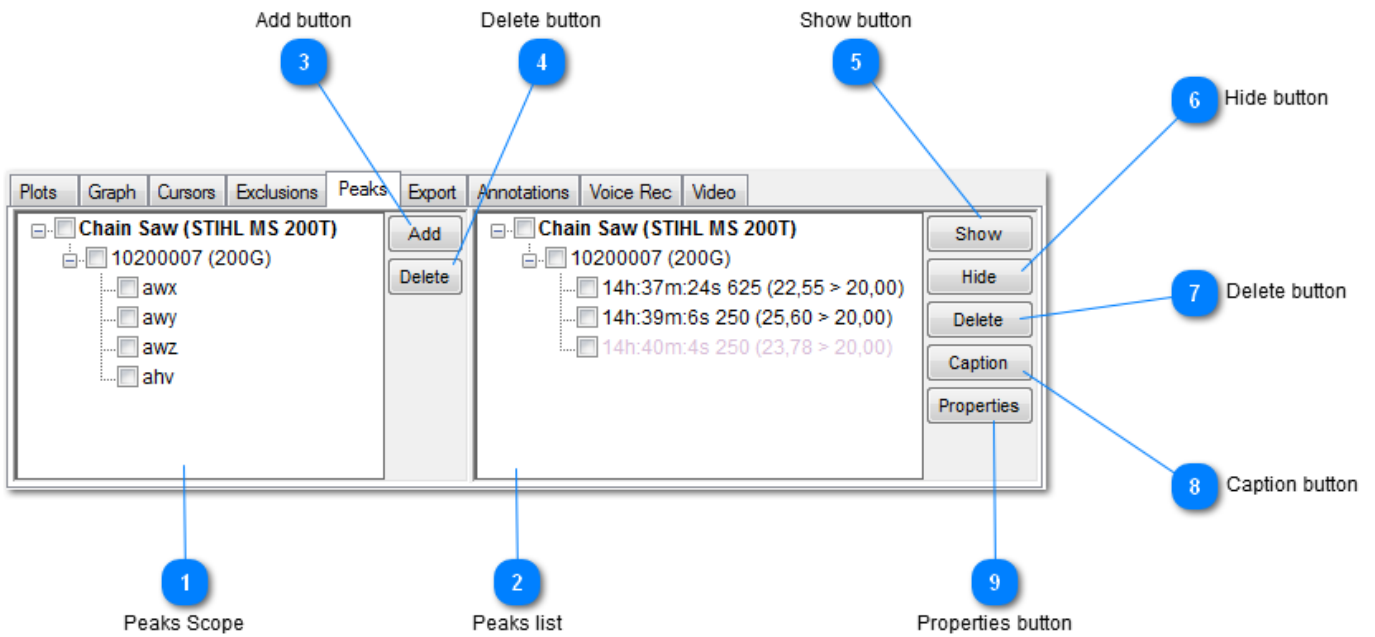 Add button
Delete button
Show button
3
4
5
6
Hide button
Plots Graph Cursors Exclusions Peaks Export Annotations Voice Rec Video
Chain Saw (STIHL MS 200T)
10200007 (200G)
awx
awy
awz
ahv
Add
Delete
Chain Saw (STIHL MS 200T)
10200007 (200G)
14h:37m:24s 625 (22,55 > 20,00)
14h:39m:6s 250 (25,60 > 20,00)
14h:40m:4s 250 (23,78 > 20,00)
Show
Hide
Delete
Caption
Properties
7
Delete button
8
Caption button
1
2
9
Peaks Scope
Peaks list
Properties button